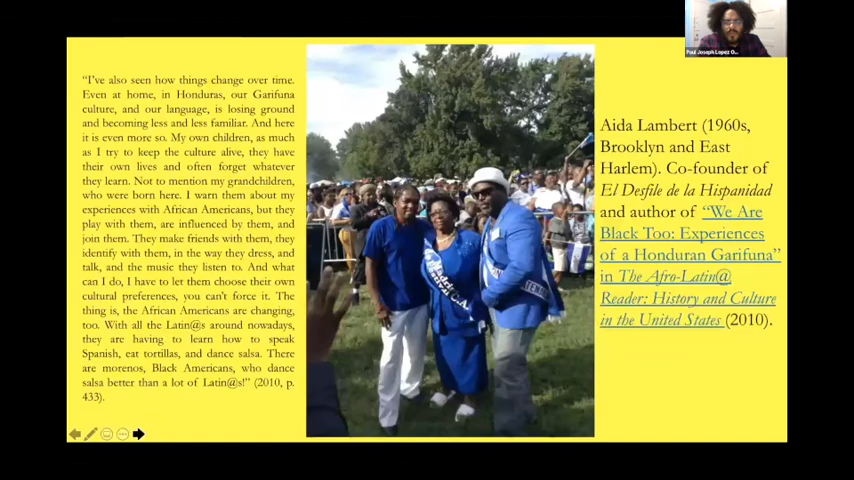 Paul Joseph Lopez O...
“I’ve also seen how things change over time.
Even at home, in Honduras, our Garifuna
culture, and our language, is losing ground
and becoming less and less familiar. And here
it is even more so. My own children, as much
as I try to keep the culture alive, they have
their own lives and often forget whatever
they learn. Not to mention my grandchildren,
who were born here. I warn them about my
experiences with African Americans, but they
play with them, are influenced by them, and
join them. They make friends with them, they
identify with them, in the way they dress, and
talk, and the music they listen to. And what
can I do, I have to let them choose their own
cultural preferences, you can’t force it. The
thing is, the African Americans are changing,
too. With all the Latin@s around nowadays,
they are having to learn how to speak
Spanish, eat tortillas, and dance salsa. There
are morenos, Black Americans, who dance
salsa better than a lot of Latin@s!” (2010, p.
433).
Aida Lambert (1960s,
Brooklyn and East
Harlem). Co-founder of
El Desfile de la Hispanidad
and author of “We Are
Black Too: Experiences
of a Honduran Garifuna”
in The Afro-Latin@
Reader: History and Culture
in the United States (2010).